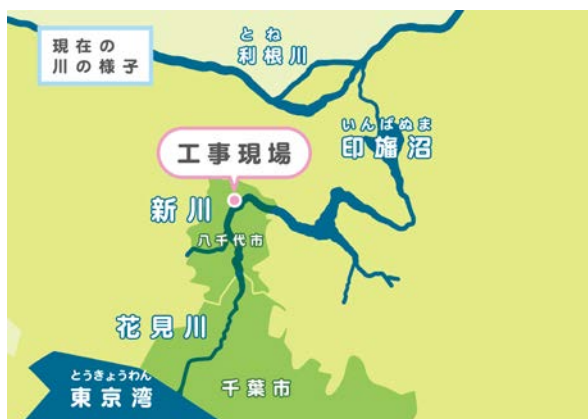 現在の
川の様子
とね
利根川
いんばぬま
印旛沼
工事現場
新川
八千代市
花見川
とうきょうわん
東京湾
千葉市